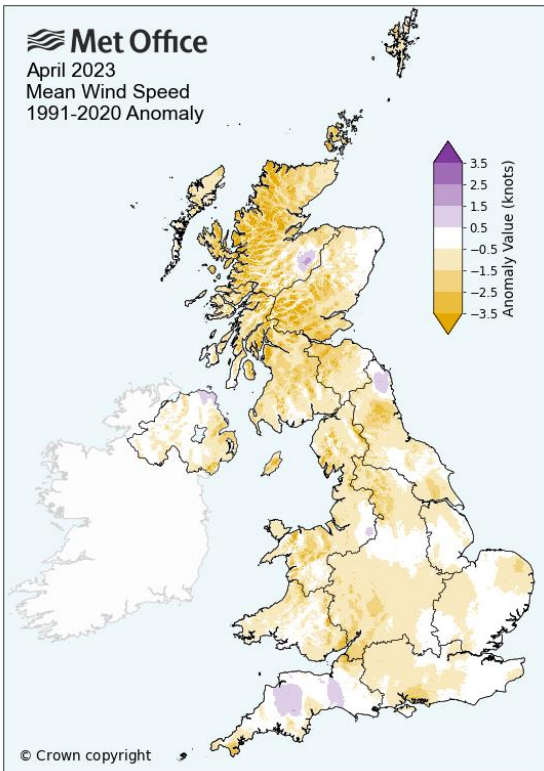 Met Office
April 2023
Mean Wind Speed
1991-2020 Anomaly
3.5
2.5
1.5
0.5
−0.5
−1.5
−2.5
−3.5
Anomaly Value (knots)
© Crown copyright